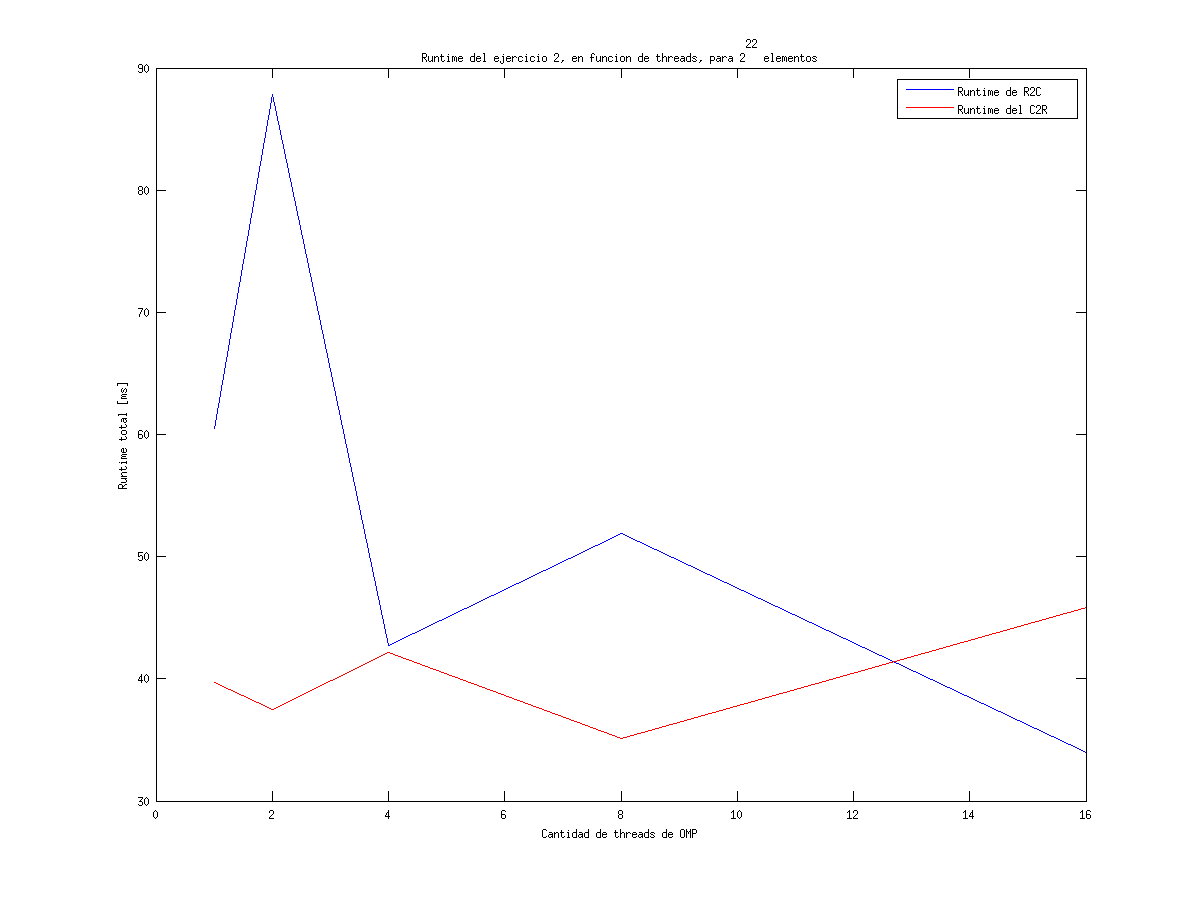 22
Runtime del ejercicio 2, en funcion de threads, para 2 elementos
Runtime de R2C
Runtime del C2R
90
80
70
60
50
40
30
Runtime total [ms]
0 2 4 6 8 10 12 14 16
Cantidad de threads de OMP